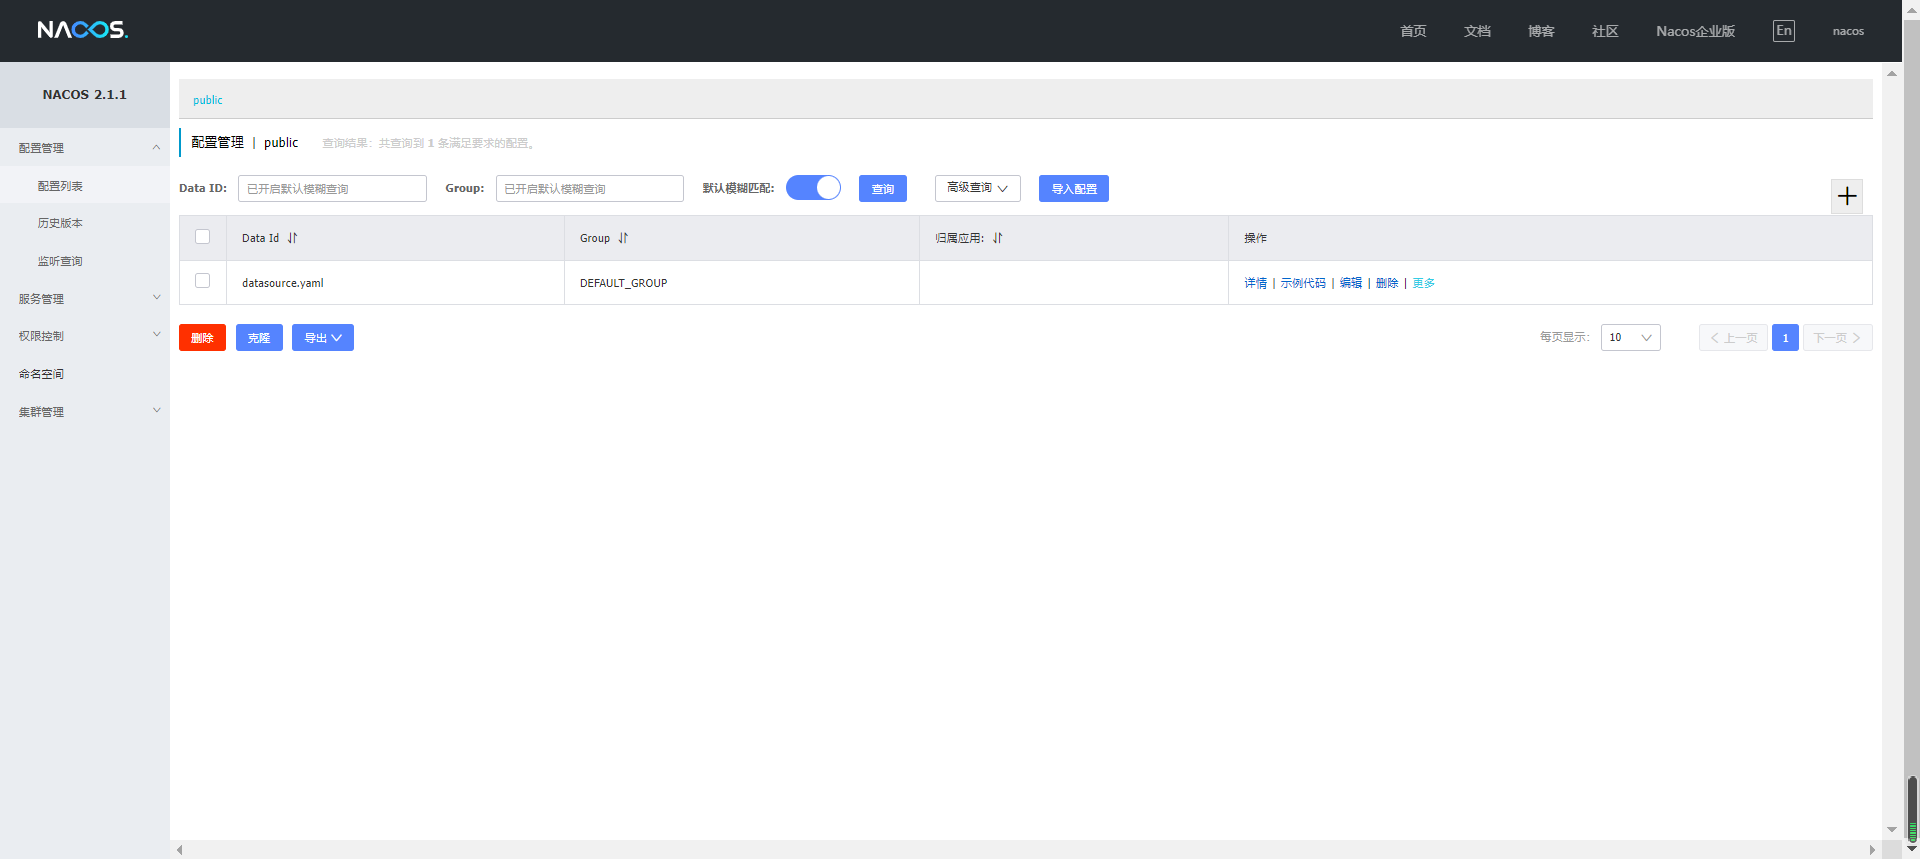 NACOS.
首页 文档 博客 社区 Nacos企业版 En nacos
NACOS 2.1.1
配置管理
配置列表
历史版本
监听查询
服务管理
权限控制
命名空间
集群管理
public
配置管理 | public 查询结果：共查询到 1 条满足要求的配置。
Data ID: 已开启默认模糊查询 Group: 已开启默认模糊查询 默认模糊匹配: 查询 高级查询 导入配置
Data Id Group 归属应用: 操作
datasource.yaml DEFAULT_GROUP 详情 | 示例代码 | 编辑 | 删除 | 更多
删除 克隆 导出 每页显示: 10 上一页 1 下一页